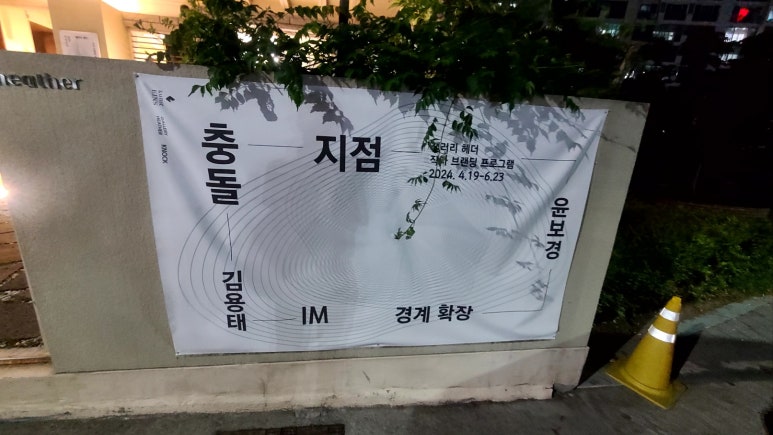 heather
KNOCK
충돌
지점
갤러리 헤더
작가 브랜딩 프로그램
2024. 4.19-6.23
윤보경
김용태
IM
경계 확장